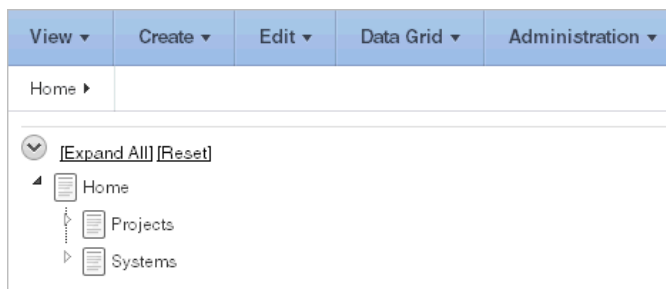 View Create Edit Data Grid Administration
Home
[Expand All] [Reset]
Home
Projects
Systems